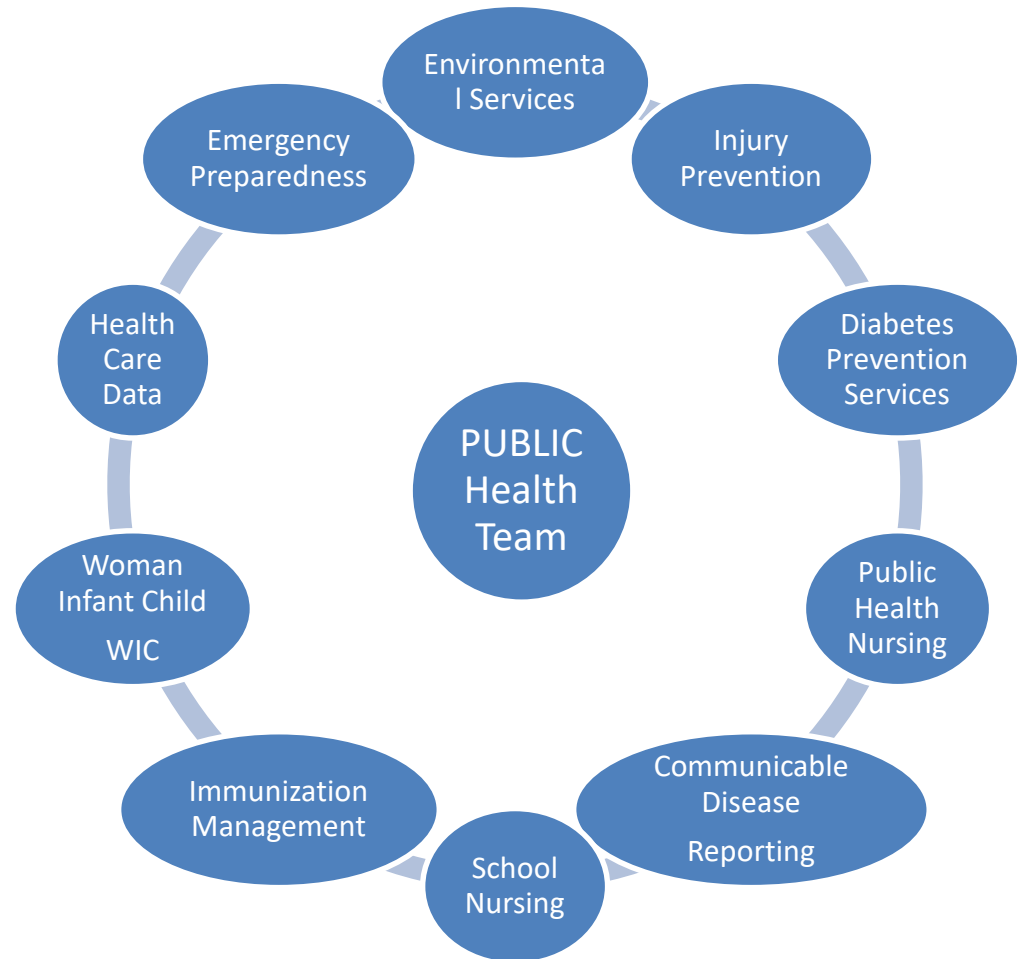 Environmenta
l Services
Injury
Prevention
Diabetes
Prevention
Services
Public
Health
Nursing
Communicable
Disease
Reporting
School
Nursing
Immunization
Management
Woman
Infant Child
WIC
Health
Care
Data
Emergency
Preparedness
PUBLIC
Health
Team